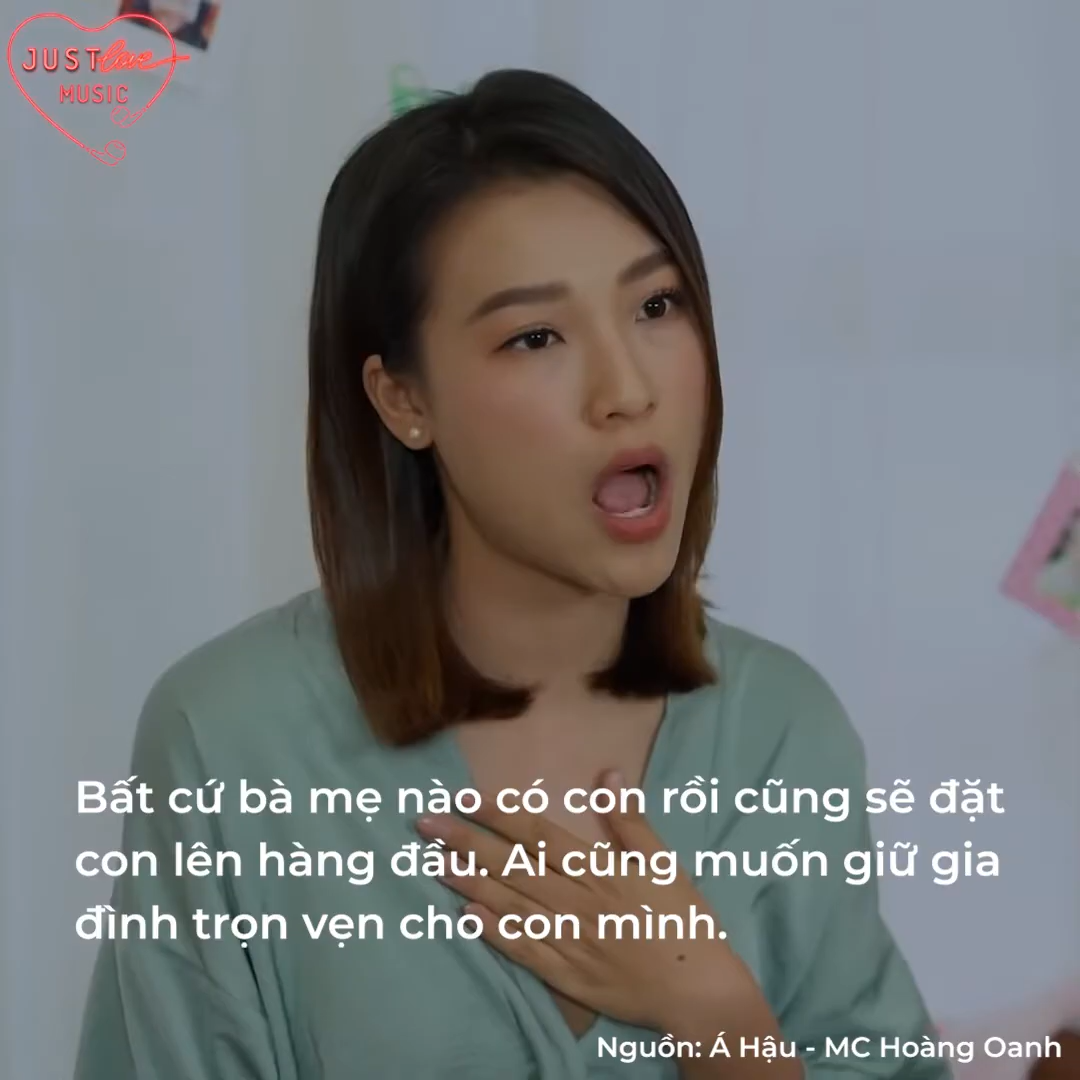 JUST love
MUSIC
Bất cứ bà mẹ nào có con rồi cũng sẽ đặt
con lên hàng đầu. Ai cũng muốn giữ gia
đình trọn vẹn cho con mình.
Nguồn: Á Hậu - MC Hoàng Oanh